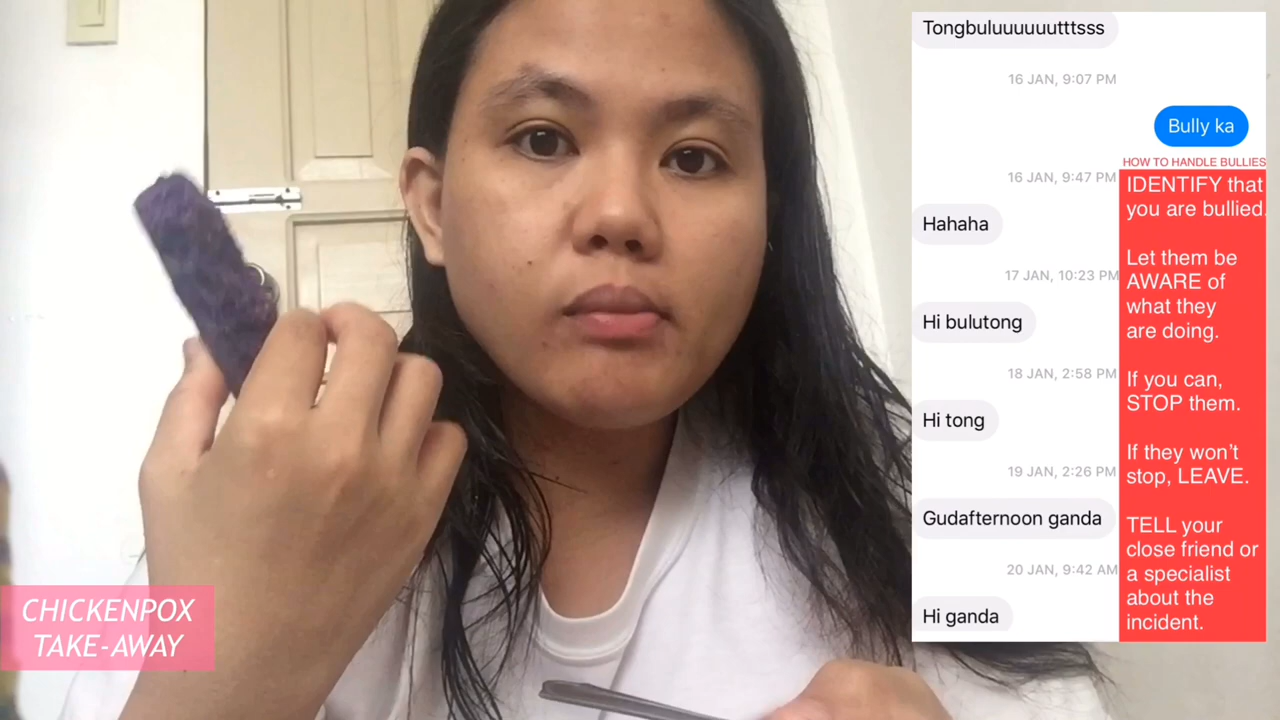 Tongbuluuuuuutttsss
16 JAN, 9:07 PM
Bully ka
16 JAN, 9:47 PM
Hahaha
17 JAN, 10:23 PM
Hi bulutong
18 JAN, 2:58 PM
Hi tong
19 JAN, 2:26 PM
Gudafternoon ganda
20 JAN, 9:42 AM
Hi ganda
HOW TO HANDLE BULLIES
IDENTIFY that
you are bullied.
Let them be
AWARE of
what they
are doing.
If you can,
STOP them.
If they won't
stop, LEAVE.
TELL your
close friend or
a specialist
about the
incident.
CHICKENPOX
TAKE-AWAY